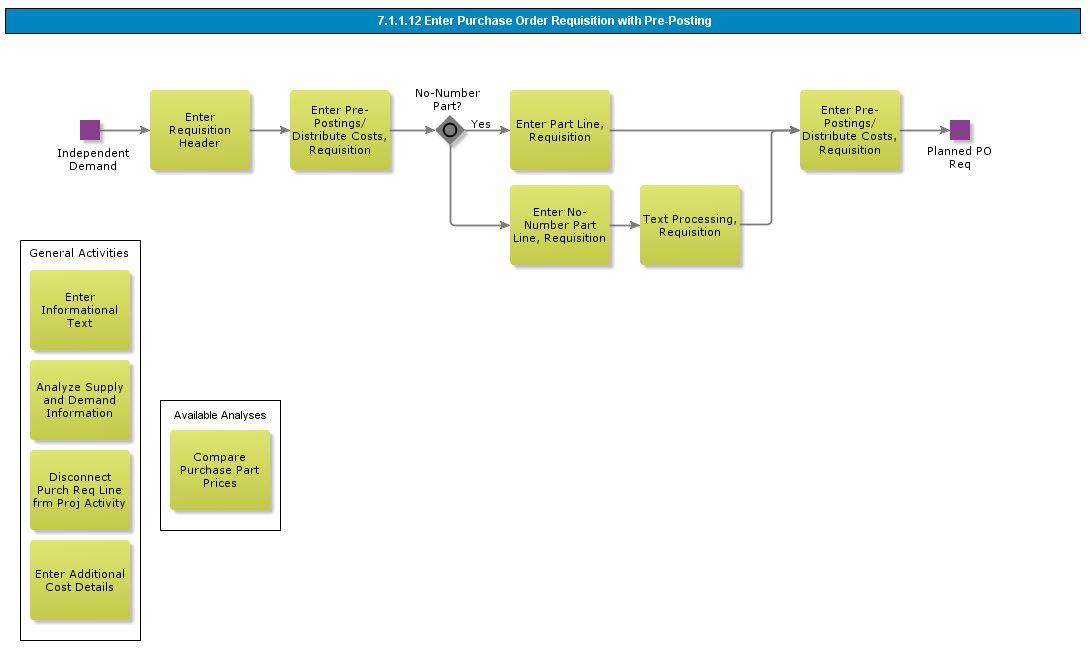 7.1.1.12 Enter Purchase Order Requisition with Pre-Posting
Independent
Demand
Enter
Requisition
Header
Enter Pre-
Postings/
Distribute Costs,
Requisition
No-Number
Part?
Yes
Enter Part Line,
Requisition
Enter No-
Number Part
Line, Requisition
Text Processing,
Requisition
Enter Pre-
Postings/
Distribute Costs,
Requisition
Planned PO
Req
General Activities
Enter
Informational
Text
Analyze Supply
and Demand
Information
Disconnect
Purch Req Line
frm Proj Activity
Enter Additional
Cost Details
Available Analyses
Compare
Purchase Part
Prices